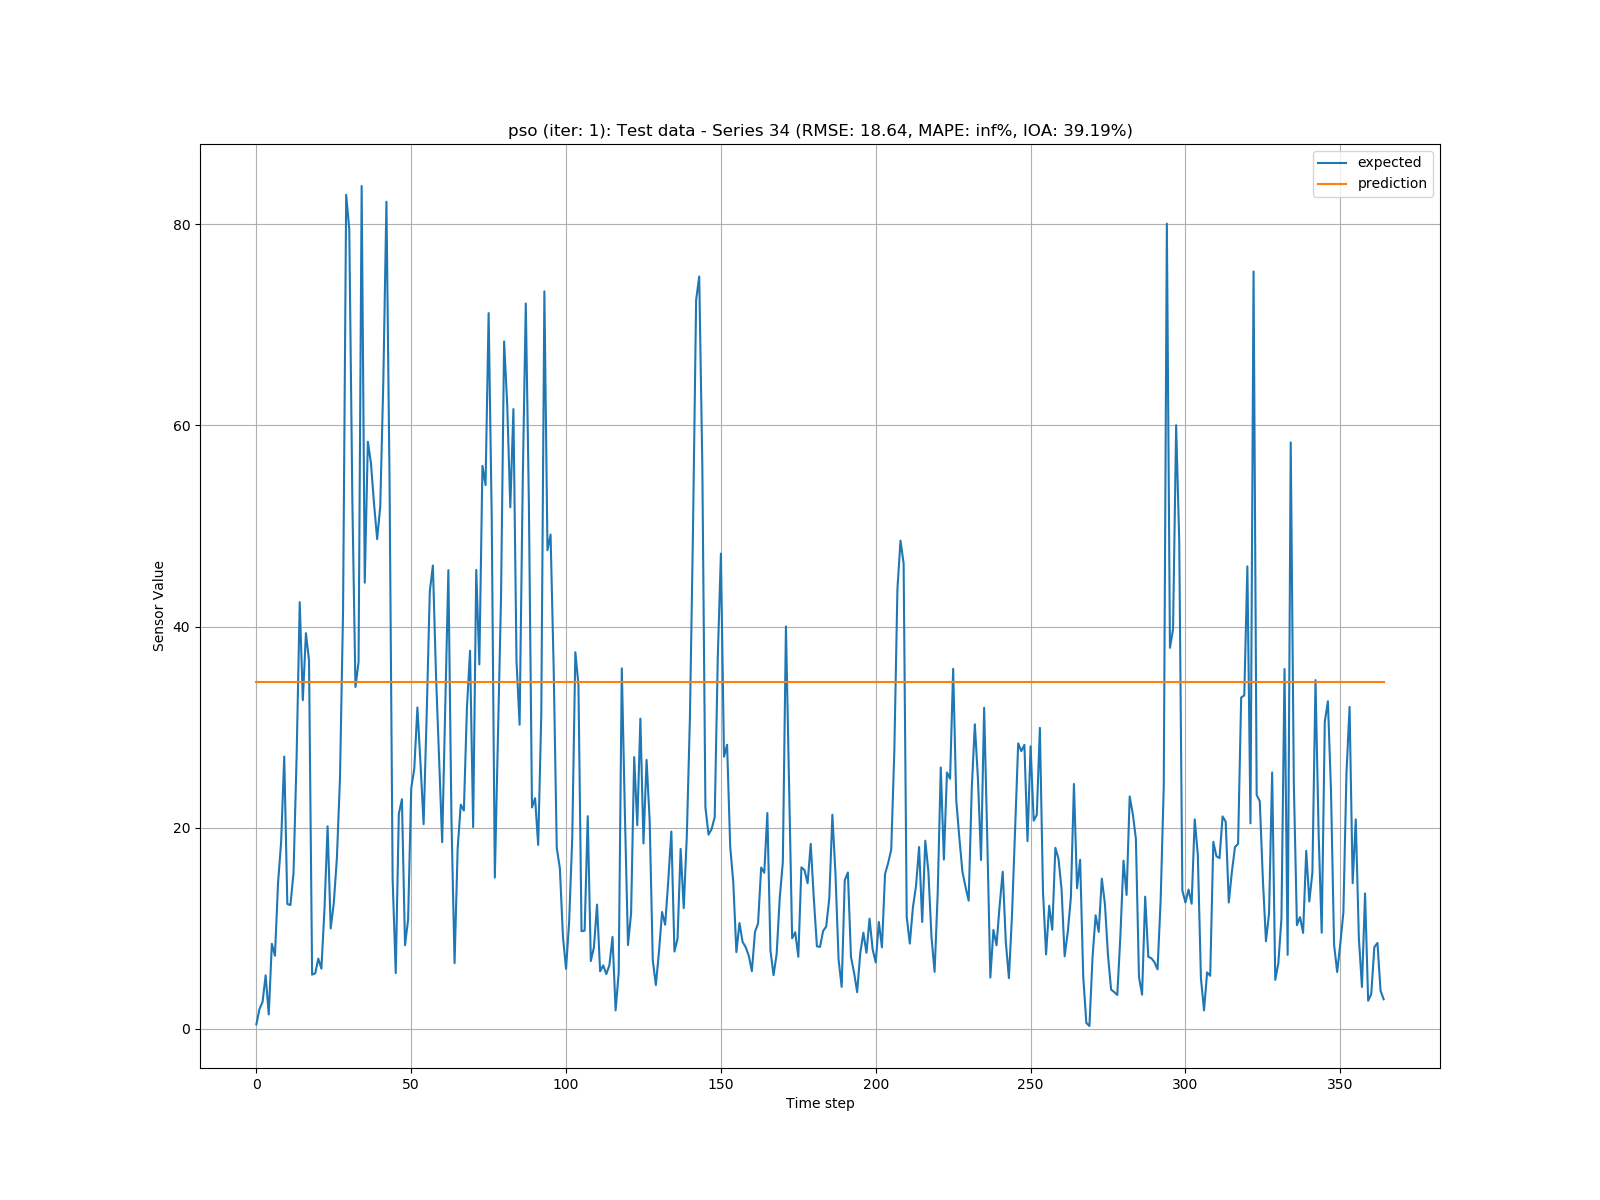 pso (iter: 1): Test data - Series 34 (RMSE: 18.64, MAPE: inf%, IOA: 39.19%)
expected
prediction
80
60
40
20
0
Sensor Value
0 50 100 150 200 250 300 350
Time step